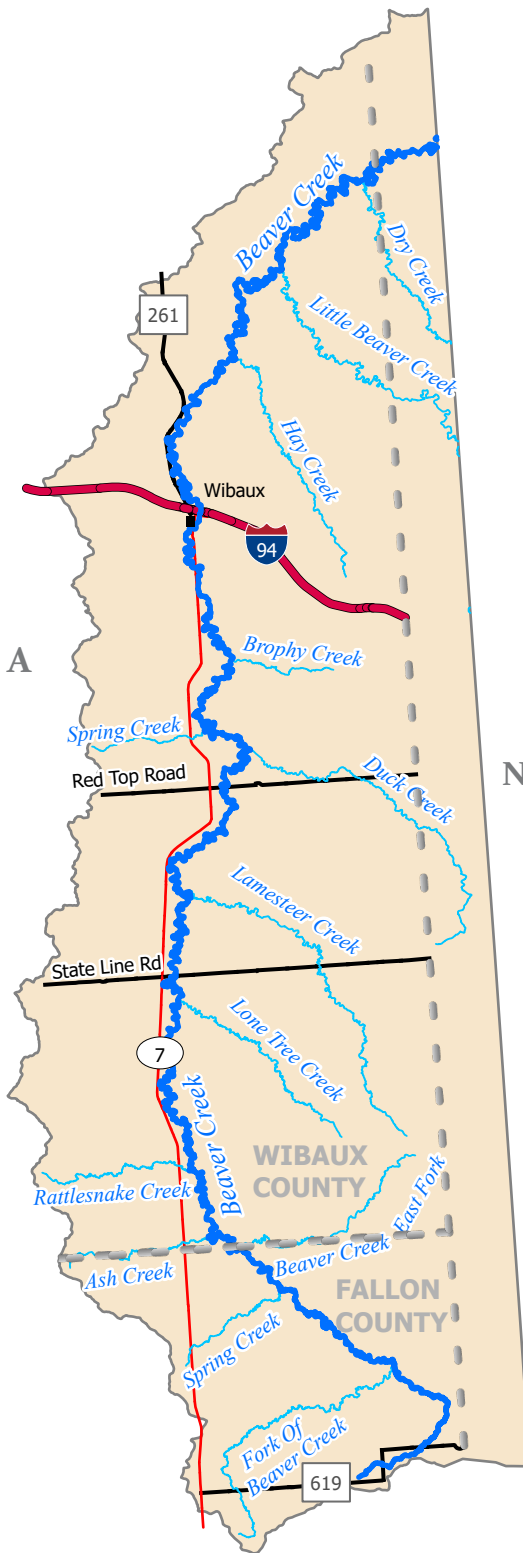 Beaver Creek
Dry Creek
261
Little Beaver Creek
Hay Creek
Wibaux
94
Brophy Creek
A
Spring Creek
Red Top Road
Duck Creek
N
Lamesteer Creek
State Line Rd
Lone Tree Creek
7
Beaver Creek
WIBAUX
COUNTY
Rattlesnake Creek
East Fork
Beaver Creek
Ash Creek
FALLON
COUNTY
Spring Creek
Fork Of
Beaver Creek
619